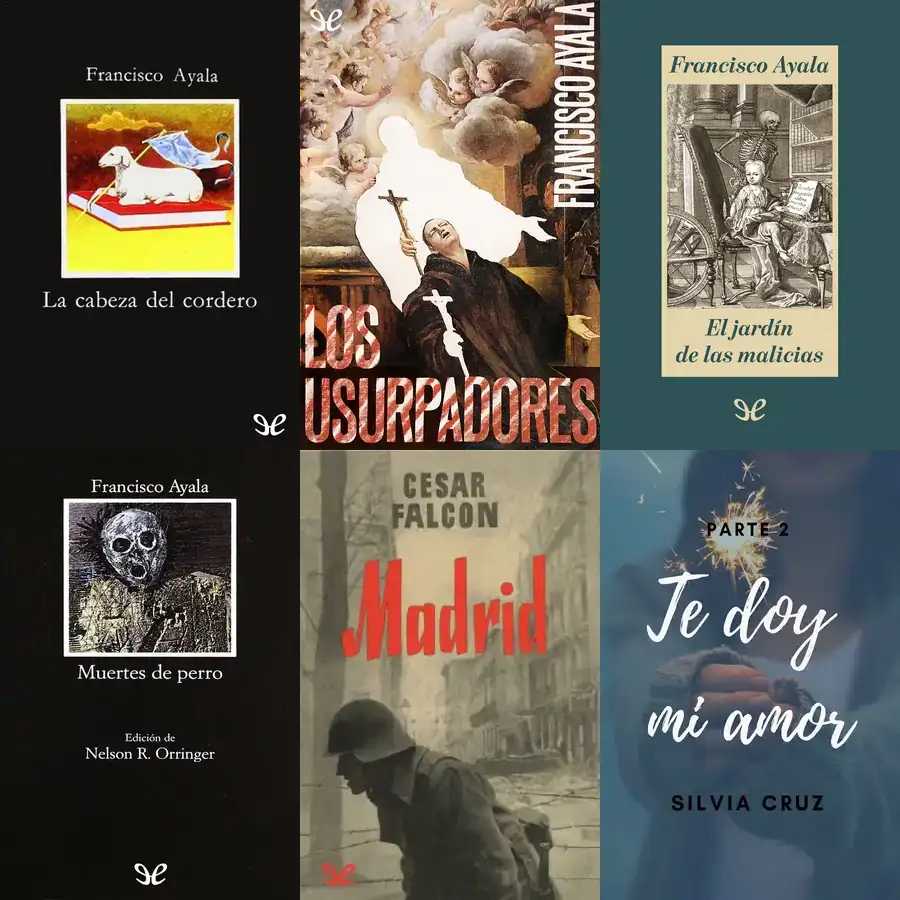 Francisco Ayala
La cabeza del cordero
FRANCISCO AYALA
LOS
USURPADORES
Francisco Ayala
El jardín
de las malicias
Francisco Ayala
Muertes de perro
Edición de
Nelson R. Orringer
CESAR
FALCON
Madrid
PARTE 2
Te doy
mi amor
SILVIA CRUZ